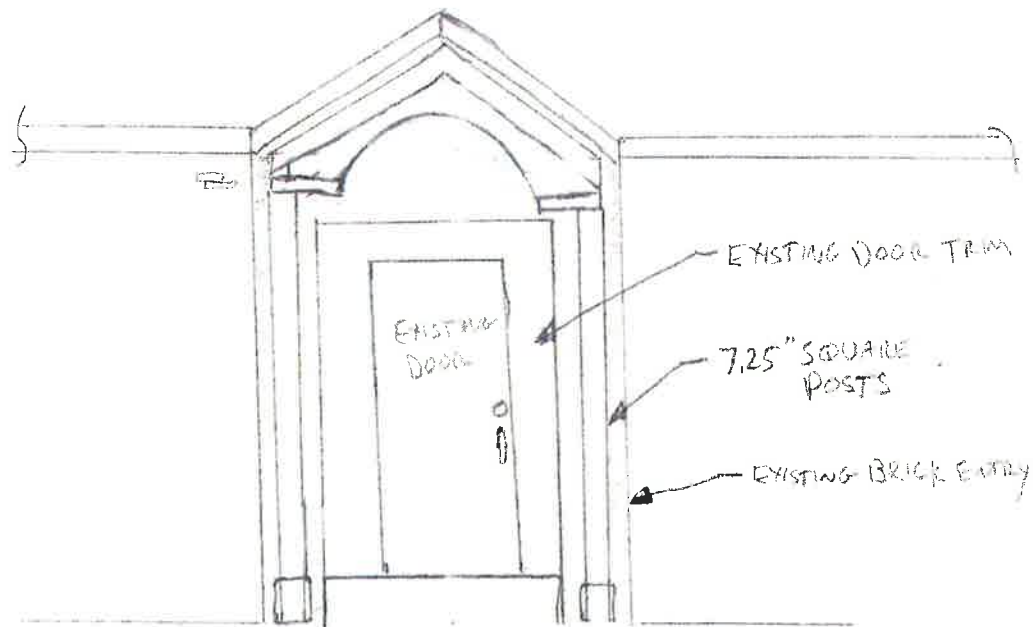 EXISTING DOOR TRIM
EXISTING
DOOR
7.25" SQUARE
POSTS
EXISTING BRICK ENTRY